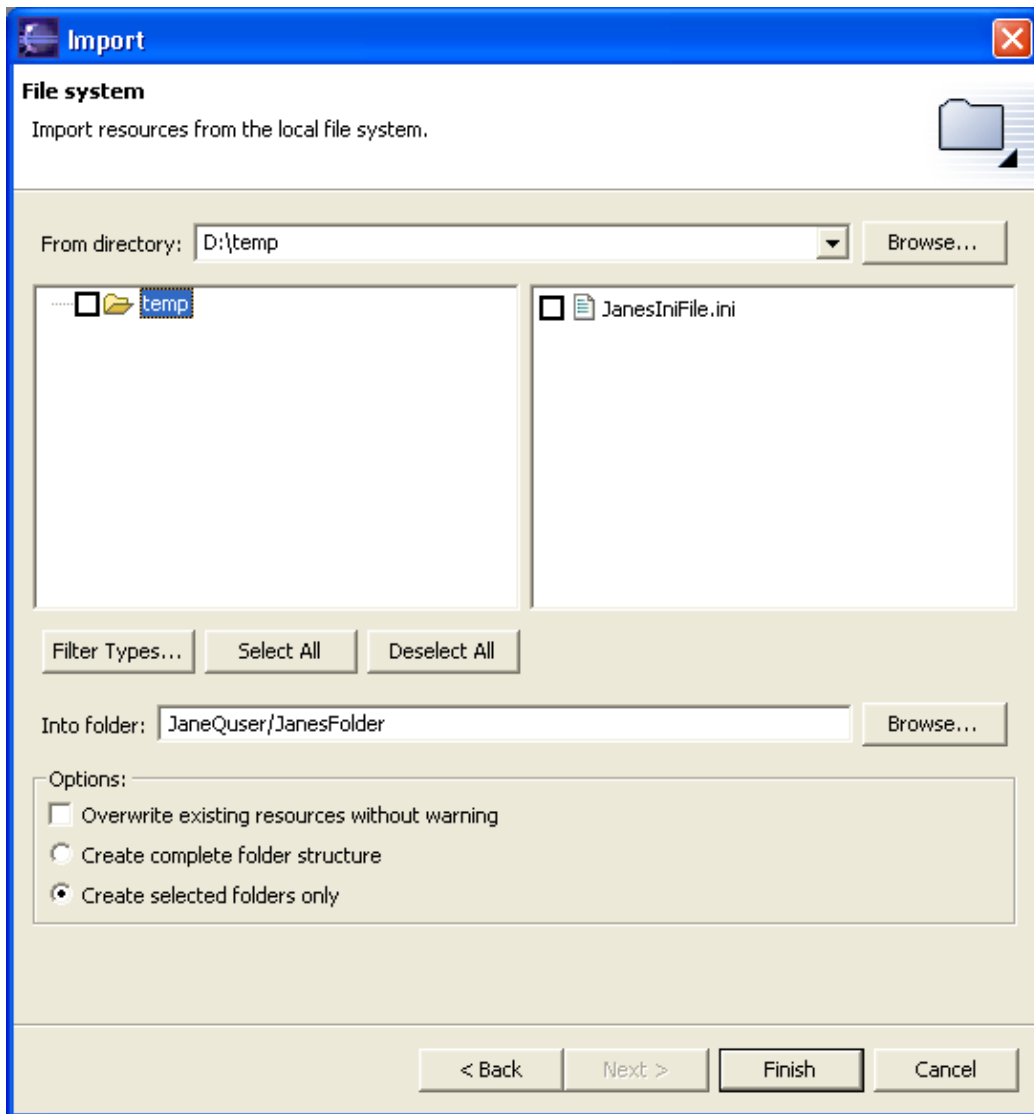 Import
File system
Import resources from the local file system.
From directory: D:\temp Browse...
temp JanesIniFile.ini
Filter Types... Select All Deselect All
Into folder: JaneQuser/JanesFolder Browse...
Options:
Overwrite existing resources without warning
Create complete folder structure
Create selected folders only
< Back Next > Finish Cancel